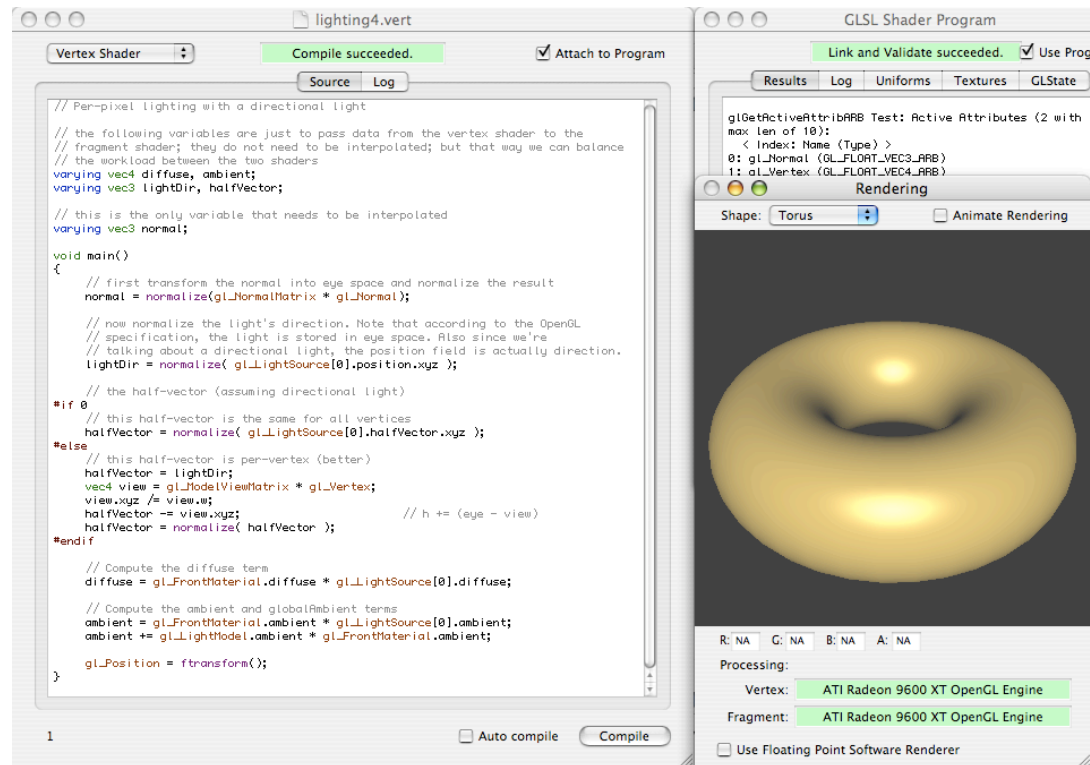 lighting4.vert
Vertex Shader
Compile succeeded.
Attach to Program
Source Log
// Per-pixel lighting with a directional light
// the following variables are just to pass data from the vertex shader to the
// fragment shader; they do not need to be interpolated; but that way we can balance
// the workload between the two shaders
varying vec4 diffuse, ambient;
varying vec3 lightDir, halfVector;
// this is the only variable that needs to be interpolated
varying vec3 normal;
void main()
{
// first transform the normal into eye space and normalize the result
normal = normalize(gl_NormalMatrix * gl_Normal);
// now normalize the light's direction. Note that according to the OpenGL
// specification, the light is stored in eye space. Also since we're
// talking about a directional light, the position field is actually direction.
lightDir = normalize( gl_LightSource[0].position.xyz );
// the half-vector (assuming directional light)
#if 0
// this half-vector is the same for all vertices
halfVector = normalize( gl_LightSource[0].halfVector.xyz );
#else
// this half-vector is per-vertex (better)
halfVector = lightDir;
vec4 view = gl_ModelViewMatrix * gl_Vertex;
view.xyz /= view.w;
halfVector -= view.xyz; // h += (eye - view)
halfVector = normalize( halfVector );
#endif
// Compute the diffuse term
diffuse = gl_FrontMaterial.diffuse * gl_LightSource[0].diffuse;
// Compute the ambient and globalAmbient terms
ambient = gl_FrontMaterial.ambient * gl_LightSource[0].ambient;
ambient += gl_LightModel.ambient * gl_FrontMaterial.ambient;
gl_Position = ftransform();
}
1
Auto compile
Compile
GLSL Shader Program
Link and Validate succeeded.
Use Prog
Results Log Uniforms Textures GLState
glGetActiveAttribARB Test: Active Attributes (2 with
max len of 10):
< Index: Name (Type) >
0: gl_Normal (GL_FLOAT_VEC3_ARB)
1: gl_Vertex (GL_FLOAT_VEC4_ARB)
Rendering
Shape: Torus
Animate Rendering
R: NA G: NA B: NA A: NA
Processing:
Vertex: ATI Radeon 9600 XT OpenGL Engine
Fragment: ATI Radeon 9600 XT OpenGL Engine
Use Floating Point Software Renderer